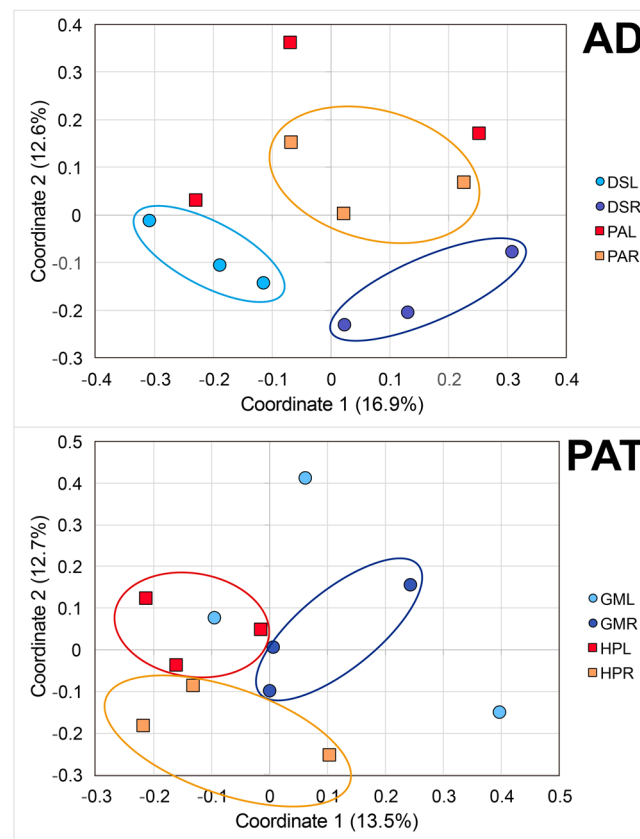 AD
0.4
0.3
0.2
0.1
0
-0.1
-0.2
-0.3
Coordinate 2 (12.6%)
-0.4 -0.3 -0.2 -0.1 0 0.1 0.2 0.3 0.4
Coordinate 1 (16.9%)
DSL
DSR
PAL
PAR
PAT
0.5
0.4
0.3
0.2
0.1
0
-0.1
-0.2
-0.3
Coordinate 2 (12.7%)
-0.3 -0.2 -0.1 0 0.1 0.2 0.3 0.4 0.5
Coordinate 1 (13.5%)
GML
GMR
HPL
HPR